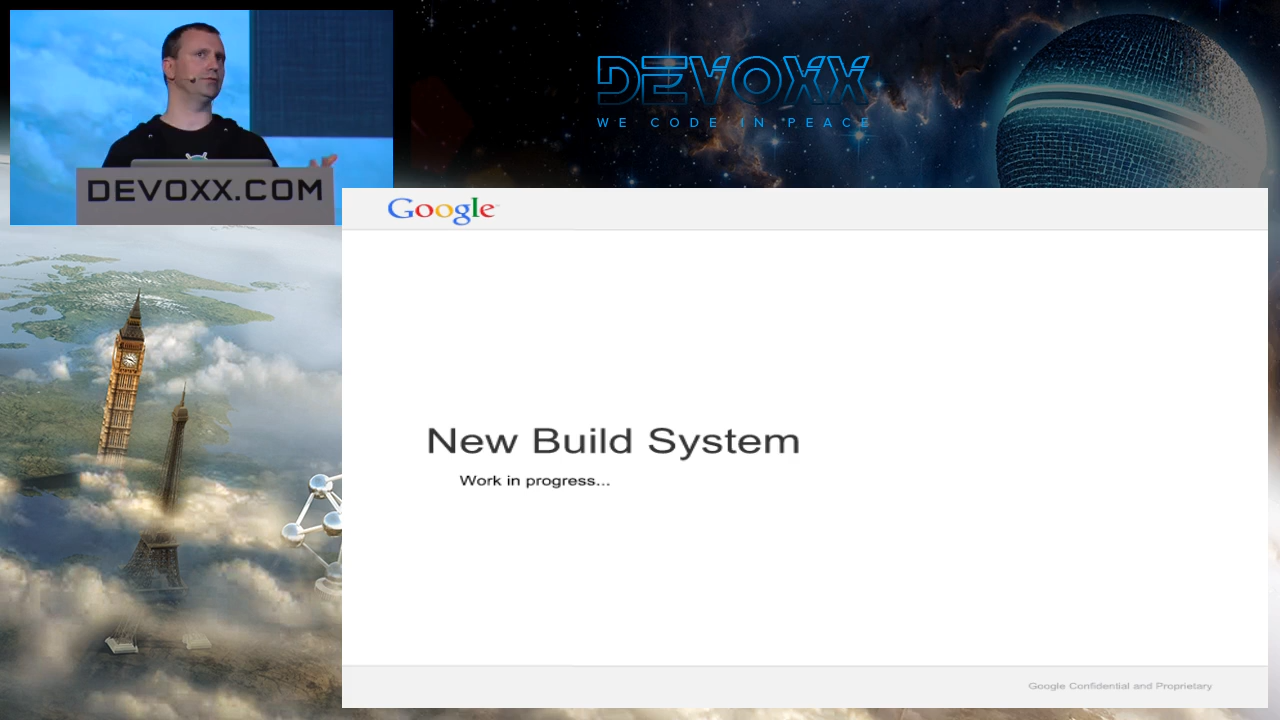 DEVOXX
WE CODE IN PEACE
DEVOXX.COM
Google
New Build System
Work in progress...
Google Confidential and Proprietary